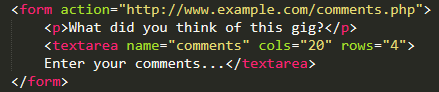 <form action="http://www.example.com/comments.php">
<p>What did you think of this gig?</p>
<textarea name="comments" cols="20" rows="4">
Enter your comments...</textarea>
</form>